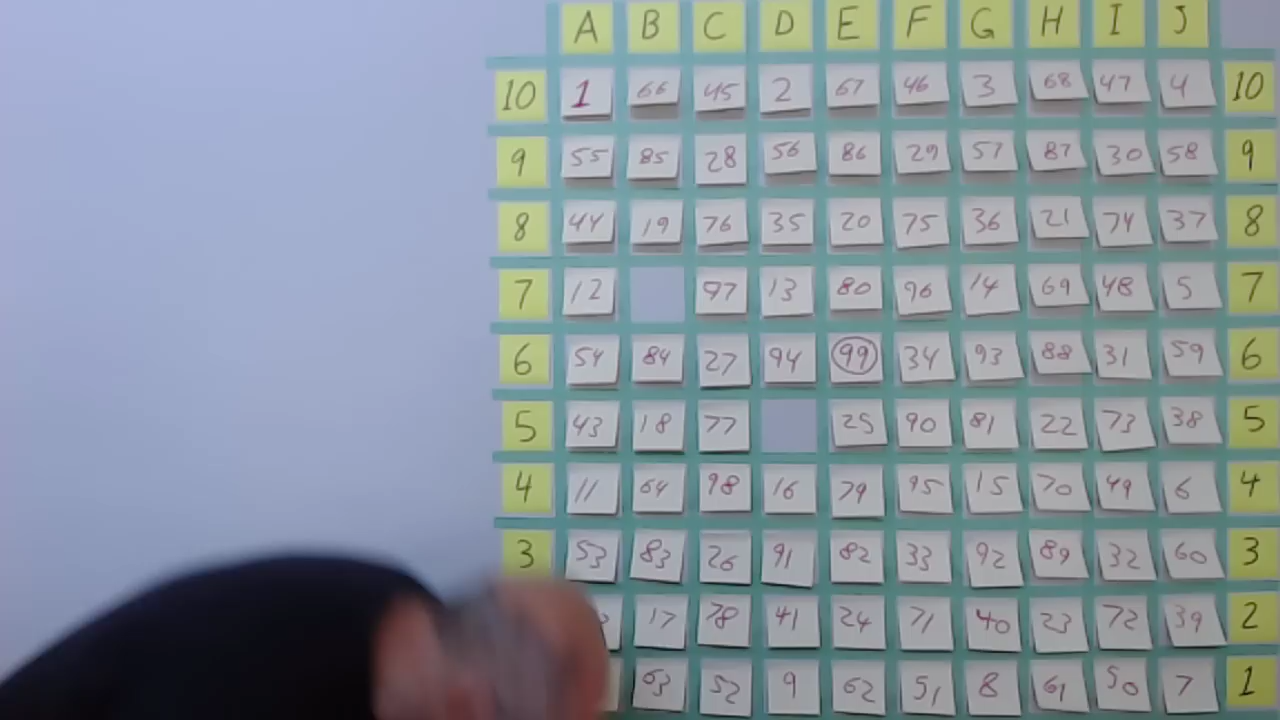 A B C D E F G H I J
10 1 66 45 2 67 46 3 68 47 4 10
9 55 85 28 56 86 29 57 87 30 58 9
8 44 19 76 35 20 75 36 21 74 37 8
7 12 97 13 80 96 14 69 48 5 7
6 54 84 27 94 99 34 93 88 31 59 6
5 43 18 77 25 90 81 22 73 38 5
4 11 64 98 16 79 95 15 70 49 6 4
3 53 83 26 91 82 33 92 89 32 60 3
17 78 41 24 71 40 23 72 39 2
63 52 9 62 51 8 61 50 7 1